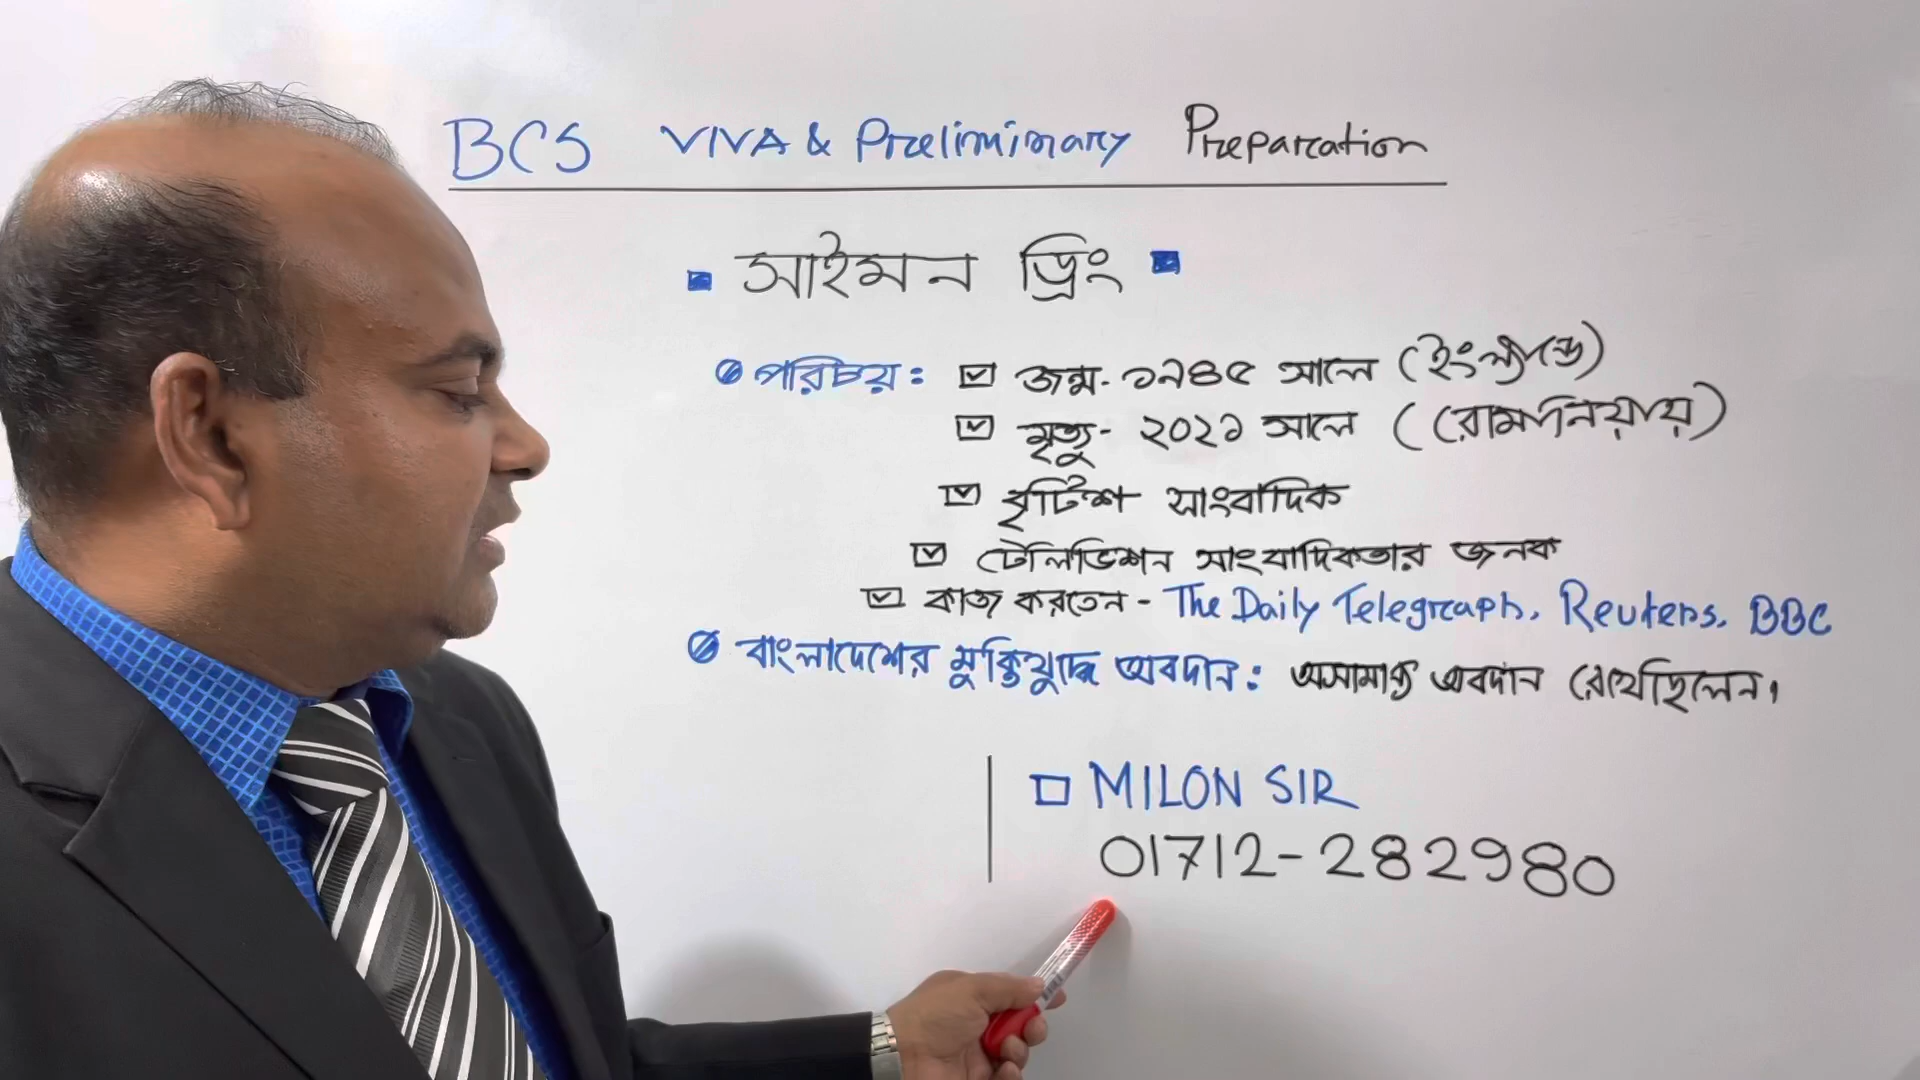 BCS VIVA & Preliminary Preparation
সাইমন ড্রিং
পরিচয়: জন্ম- ১৯৪৫ সালে (ইংল্যান্ডে)
মৃত্যু- ২০২১ সালে (রোমানিয়ায়)
বৃটিশ সাংবাদিক
টেলিভিশন সাংবাদিকতার জনক
কাজ করতেন - The Daily Telegraph, Reuters, BBC
বাংলাদেশের মুক্তিযুদ্ধে অবদান: অসামান্য অবদান রেখেছিলেন।
MILON SIR
01712-282980